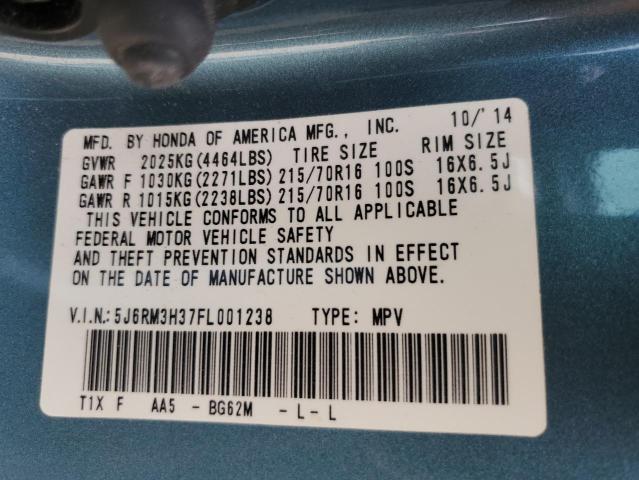 MFD. BY HONDA OF AMERICA MFG., INC. 10/'14
GVWR 2025KG(4464LBS) TIRE SIZE RIM SIZE
GAWR F 1030KG(2271LBS) 215/70R16 100S 16X6.5J
GAWR R 1015KG(2238LBS) 215/70R16 100S 16X6.5J
THIS VEHICLE CONFORMS TO ALL APPLICABLE
FEDERAL MOTOR VEHICLE SAFETY
AND THEFT PREVENTION STANDARDS IN EFFECT
ON THE DATE OF MANUFACTURE SHOWN ABOVE.
V.I.N.:5J6RM3H37FL001238 TYPE: MPV
T1X F AA5 - BG62M - L - L